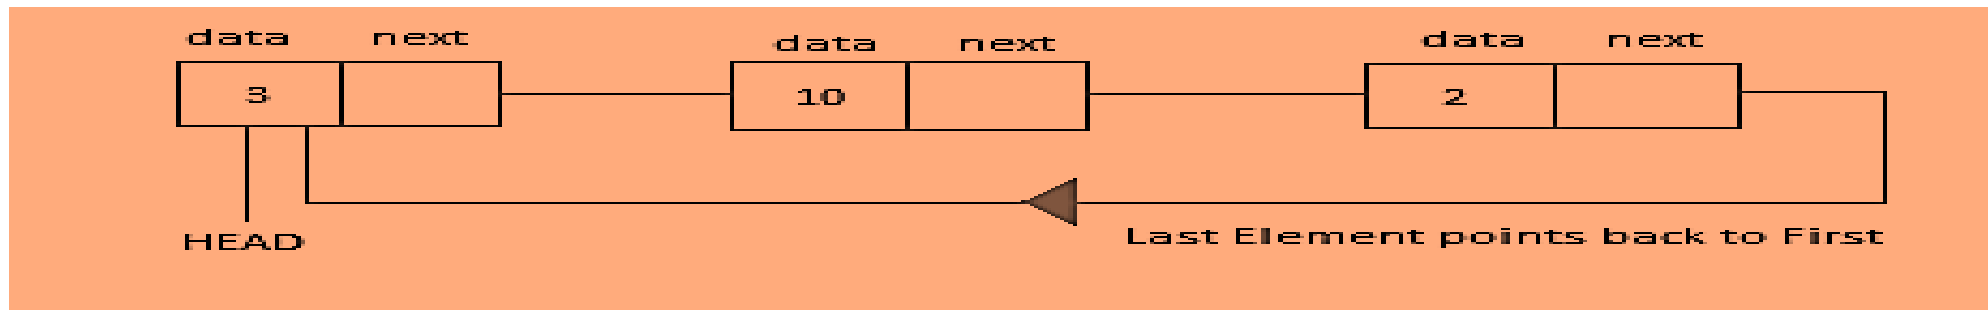 data next data next data next
3 10 2
HEAD
Last Element points back to First